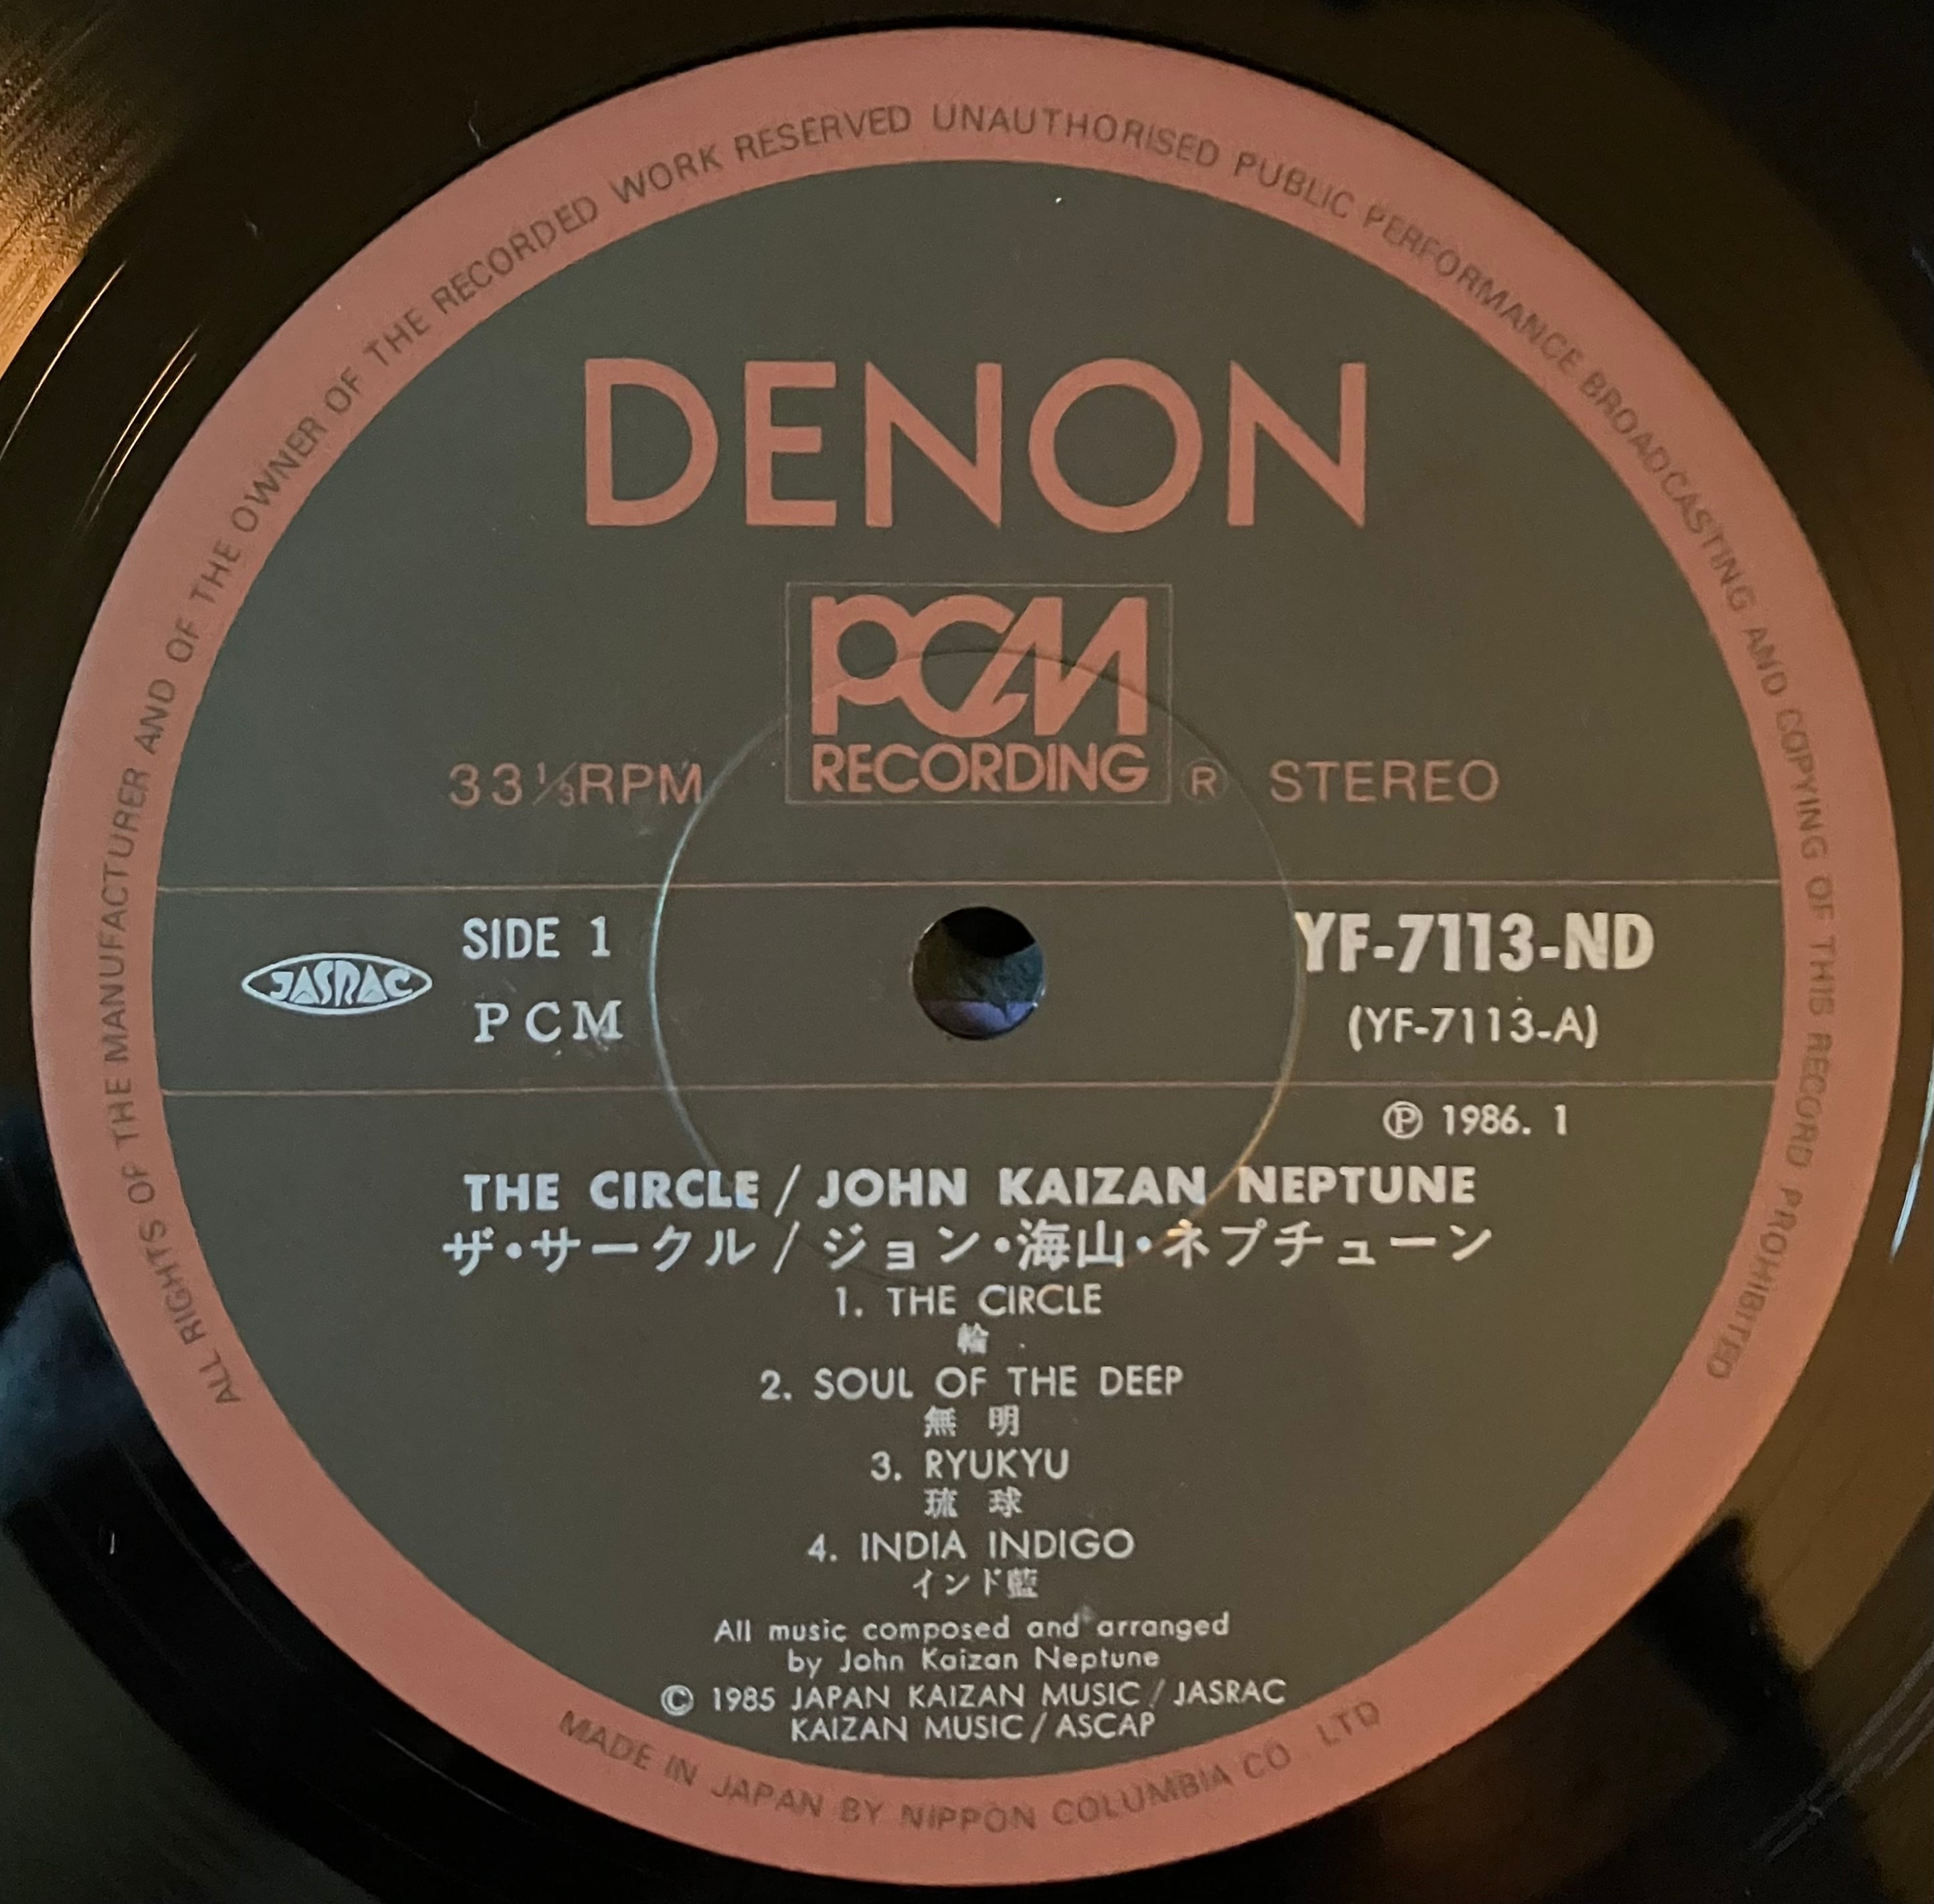 ALL RIGHTS OF THE MANUFACTURER AND OF THE OWNER OF THE RECORDED WORK RESERVED UNAUTHORISED PUBLIC PERFORMANCE BROADCASTING AND COPYING OF THIS RECORD PROHIBITED
DENON
PCM
RECORDING
33⅓RPM ® STEREO
JASRAC SIDE 1 YF-7113-ND
PCM (YF-7113-A)
℗ 1986. 1
THE CIRCLE / JOHN KAIZAN NEPTUNE
ザ・サークル / ジョン・海山・ネプチューン
1. THE CIRCLE
輪
2. SOUL OF THE DEEP
無 明
3. RYUKYU
琉 球
4. INDIA INDIGO
インド藍
All music composed and arranged
by John Kaizan Neptune
© 1985 JAPAN KAIZAN MUSIC / JASRAC
KAIZAN MUSIC / ASCAP
MADE IN JAPAN BY NIPPON COLUMBIA CO. LTD